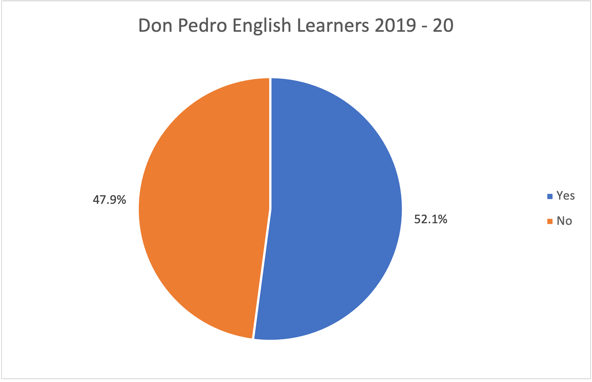 Don Pedro English Learners 2019 - 20
47.9%
52.1%
Yes
No